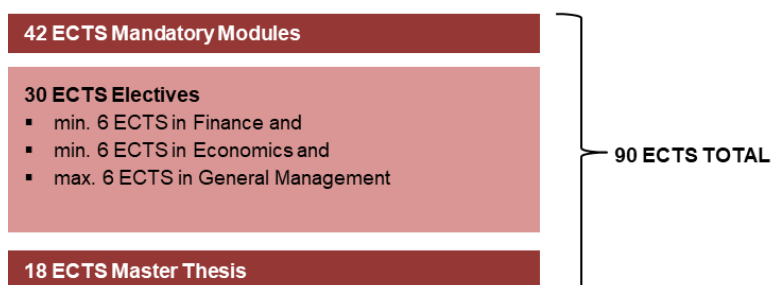 42 ECTS Mandatory Modules
30 ECTS Electives
▪ min. 6 ECTS in Finance and
▪ min. 6 ECTS in Economics and
▪ max. 6 ECTS in General Management
90 ECTS TOTAL
18 ECTS Master Thesis